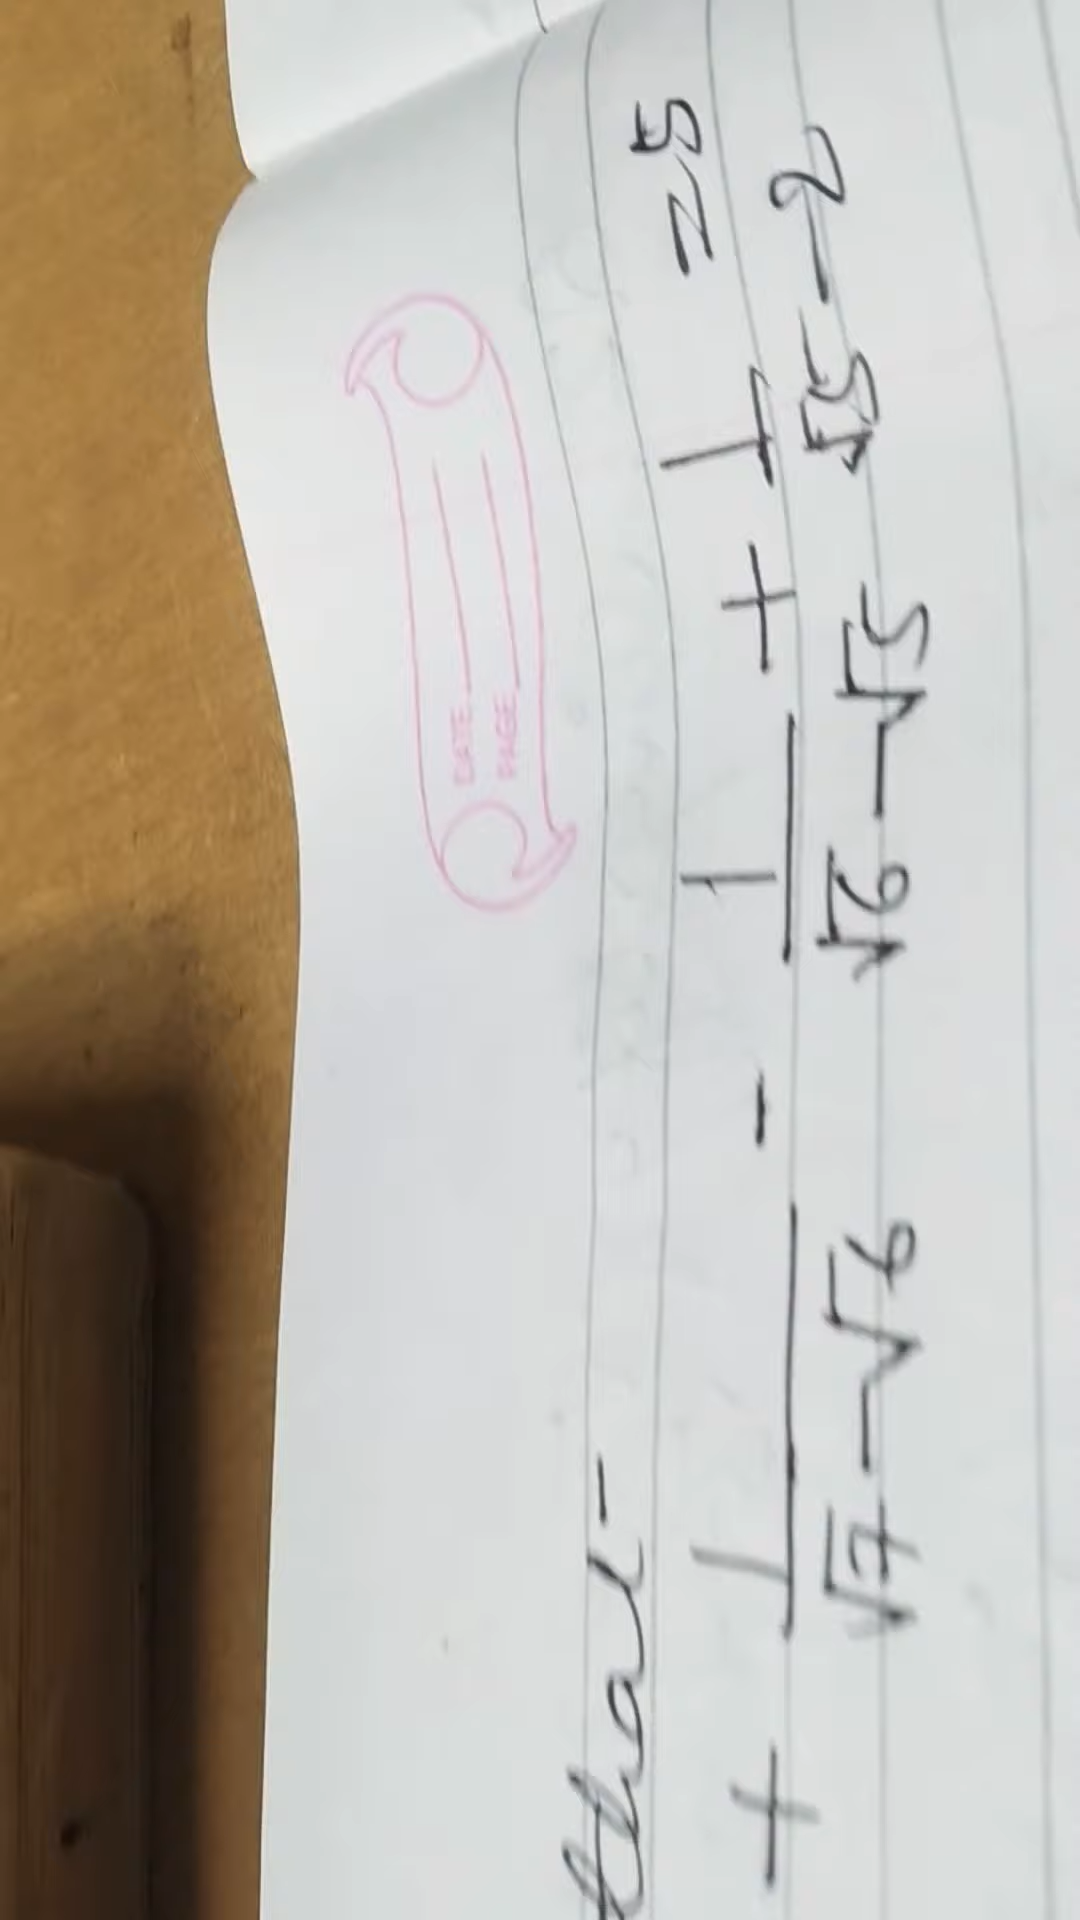 DATE
PAGE
that -
+ 1/(√7-√6) - 1/(√6-√5) + 1/(√5-2) = 5